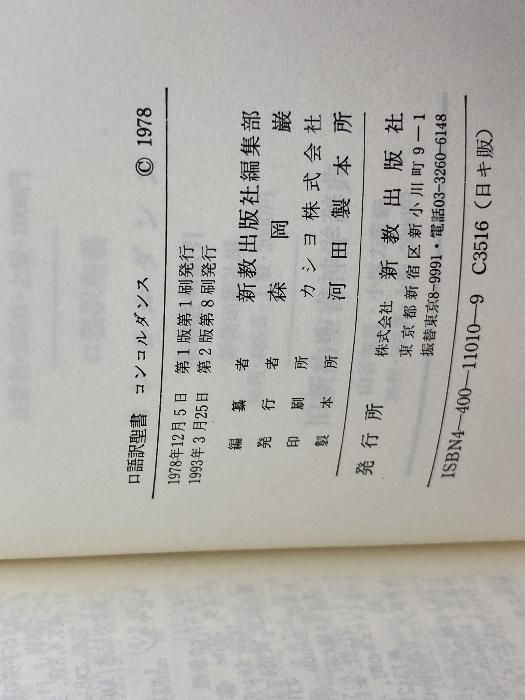 口語訳聖書 コンコルダンス © 1978
1978年12月5日 第1版第1刷発行
1993年3月25日 第2版第8刷発行
編纂者 新教出版社編集部
発行者 森岡 巌
印刷所 カショ株式会社
製本所 河田製本所
発行所 株式会社 新教出版社
東京都新宿区新小川町9−1
振替東京8-9991・電話03-3260-6148
ISBN4−400−11010−9 C3516(日キ販)